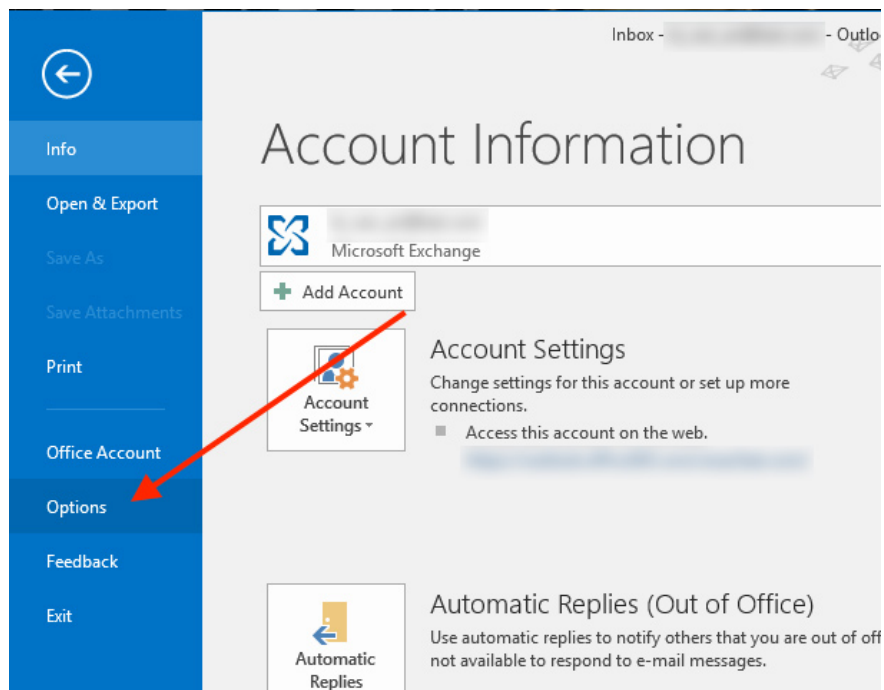 Inbox - - Outlo
Info
Open & Export
Save As
Save Attachments
Print
Office Account
Options
Feedback
Exit
Account Information
Microsoft Exchange
Add Account
Account
Settings
Account Settings
Change settings for this account or set up more
connections.
Access this account on the web.
Automatic
Replies
Automatic Replies (Out of Office)
Use automatic replies to notify others that you are out of off
not available to respond to e-mail messages.